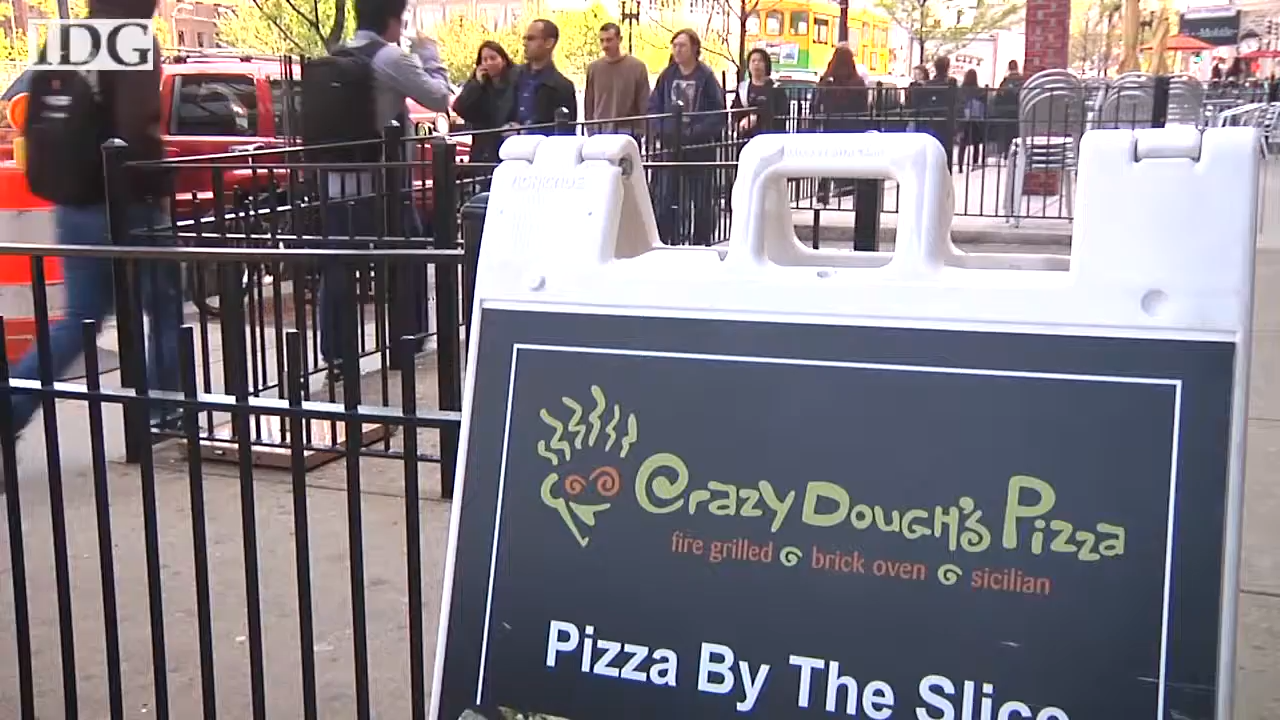 IDG
Crazy Dough's Pizza
fire grilled brick oven sicilian
Pizza By The Slice